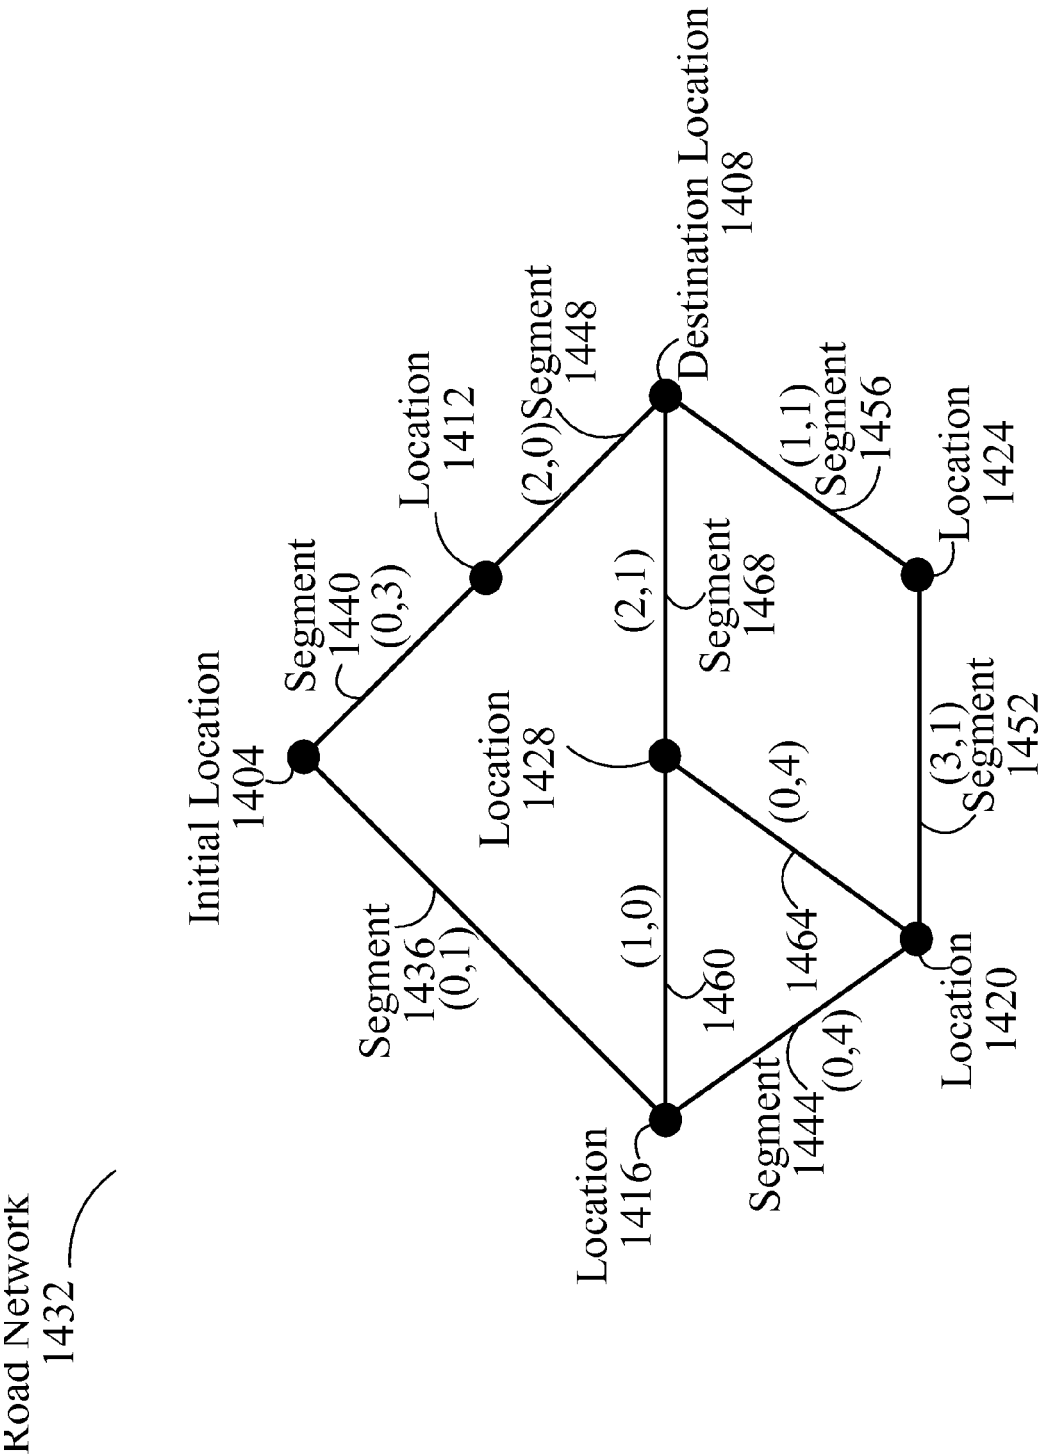 Road Network
1432
Initial Location
1404
Segment
1440
(0,3)
Location
1412
(2,0)
Segment
1448
Destination Location
1408
Segment
1436
(0,1)
Location
1428
(2,1)
Segment
1468
(1,1)
Segment
1456
Location
1424
(1,0)
1460
(0,4)
1464
(3,1)
Segment
1452
Location
1416
Segment
1444
(0,4)
Location
1420